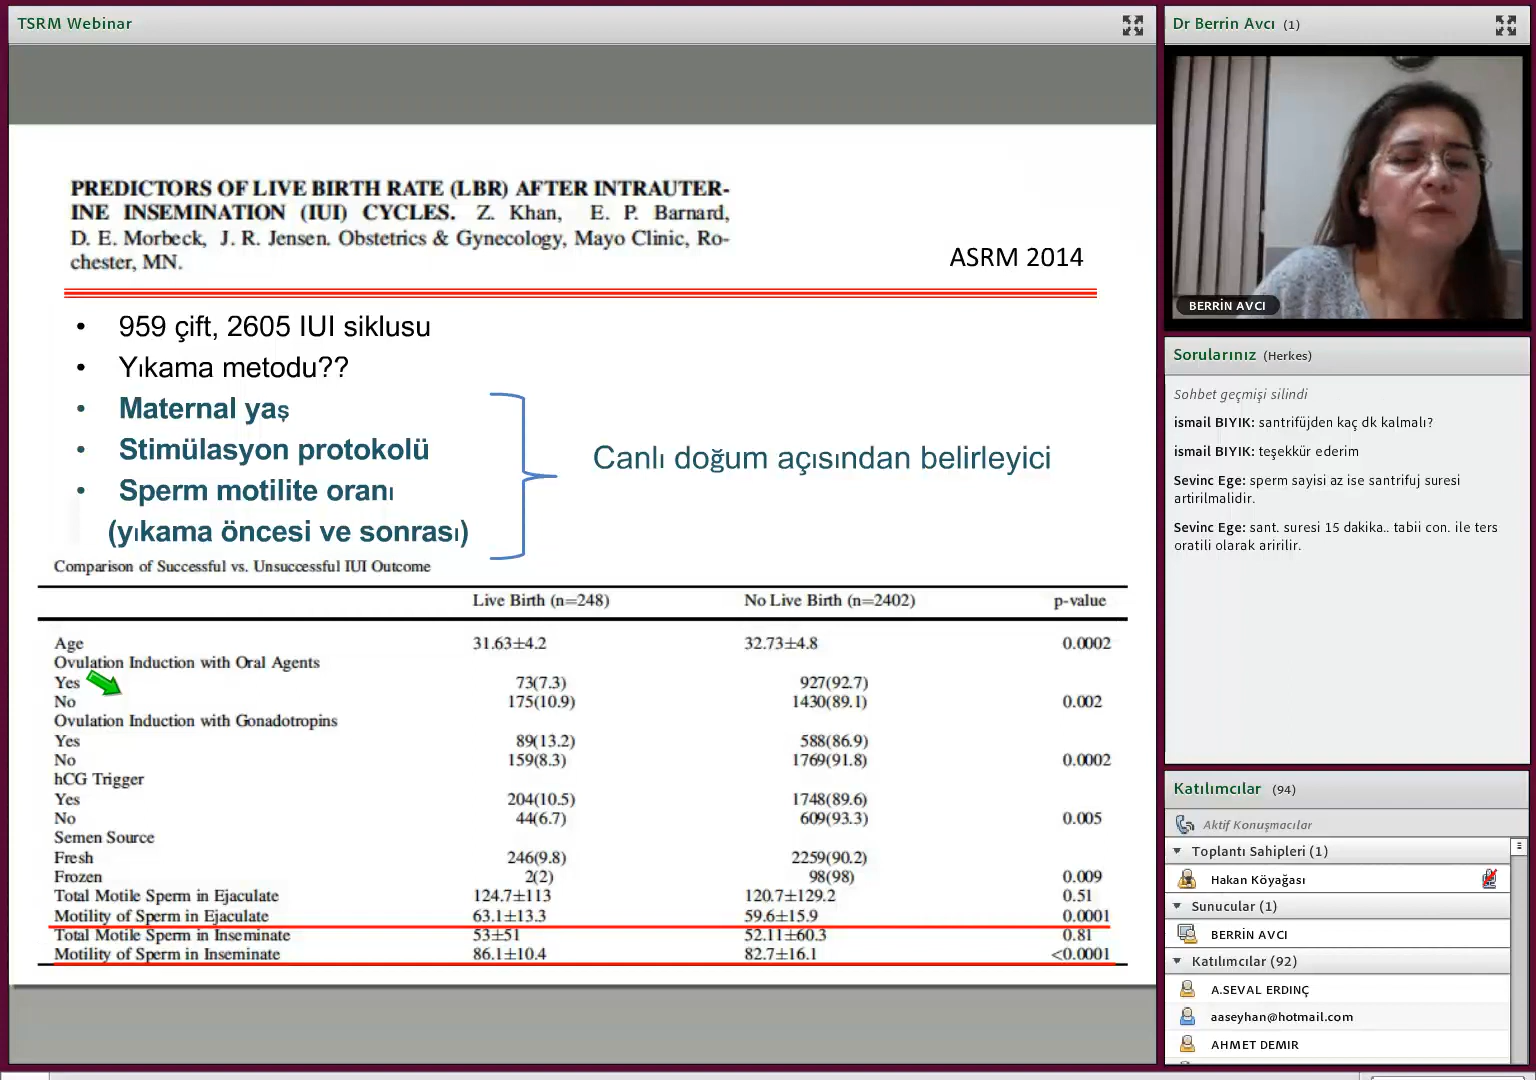 TSRM Webinar
PREDICTORS OF LIVE BIRTH RATE (LBR) AFTER INTRAUTER-
INE INSEMINATION (IUI) CYCLES. Z. Khan, E. P. Barnard,
D. E. Morbeck, J. R. Jensen. Obstetrics & Gynecology, Mayo Clinic, Ro-
chester, MN.
ASRM 2014
• 959 çift, 2605 IUI siklusu
• Yıkama metodu??
• Maternal yaş
• Stimülasyon protokolü
• Sperm motilite oranı
(yıkama öncesi ve sonrası)
Canlı doğum açısından belirleyici
Comparison of Successful vs. Unsuccessful IUI Outcome
Live Birth (n=248) No Live Birth (n=2402) p-value
Age 31.63±4.2 32.73±4.8 0.0002
Ovulation Induction with Oral Agents
Yes 73(7.3) 927(92.7)
No 175(10.9) 1430(89.1) 0.002
Ovulation Induction with Gonadotropins
Yes 89(13.2) 588(86.9)
No 159(8.3) 1769(91.8) 0.0002
hCG Trigger
Yes 204(10.5) 1748(89.6)
No 44(6.7) 609(93.3) 0.005
Semen Source
Fresh 246(9.8) 2259(90.2)
Frozen 2(2) 98(98) 0.009
Total Motile Sperm in Ejaculate 124.7±113 120.7±129.2 0.51
Motility of Sperm in Ejaculate 63.1±13.3 59.6±15.9 0.0001
Total Motile Sperm in Inseminate 53±51 52.11±60.3 0.81
Motility of Sperm in Inseminate 86.1±10.4 82.7±16.1 <0.0001
Dr Berrin Avcı (1)
BERRİN AVCI
Sorularınız (Herkes)
Sohbet geçmişi silindi
ismail BIYIK: santrifüjden kaç dk kalmalı?
ismail BIYIK: teşekkür ederim
Sevinc Ege: sperm sayisi az ise santrifuj suresi
artirilmalidir.
Sevinc Ege: sant. suresi 15 dakika.. tabii con. ile ters
oratili olarak aririlir.
Katılımcılar (94)
Aktif Konuşmacılar
Toplantı Sahipleri (1)
Hakan Köyağası
Sunucular (1)
BERRİN AVCI
Katılımcılar (92)
A.SEVAL ERDINÇ
aaseyhan@hotmail.com
AHMET DEMIR